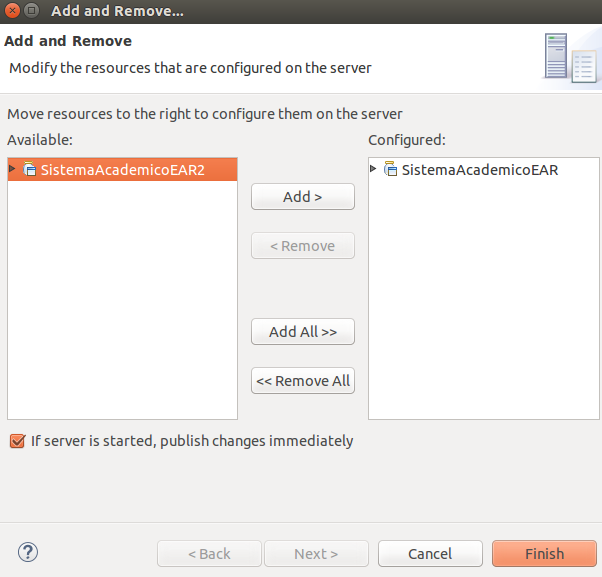 Add and Remove...
Add and Remove
Modify the resources that are configured on the server
Move resources to the right to configure them on the server
Available:
Configured:
SistemaAcademicoEAR2
SistemaAcademicoEAR
Add >
< Remove
Add All >>
<< Remove All
If server is started, publish changes immediately
?
< Back
Next >
Cancel
Finish